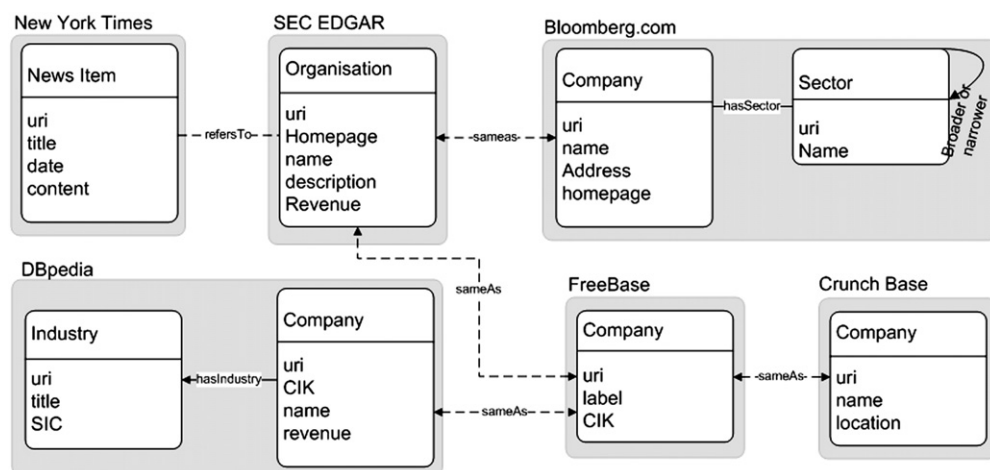 New York Times
News Item
uri
title
date
content
refersTo
SEC EDGAR
Organisation
uri
Homepage
name
description
Revenue
sameas
Bloomberg.com
Company
uri
name
Address
homepage
hasSector
Sector
uri
Name
Broader or
narrower
DBpedia
Industry
uri
title
SIC
hasIndustry
Company
uri
CIK
name
revenue
sameAs
sameAs
FreeBase
Company
uri
label
CIK
sameAs
Crunch Base
Company
uri
name
location